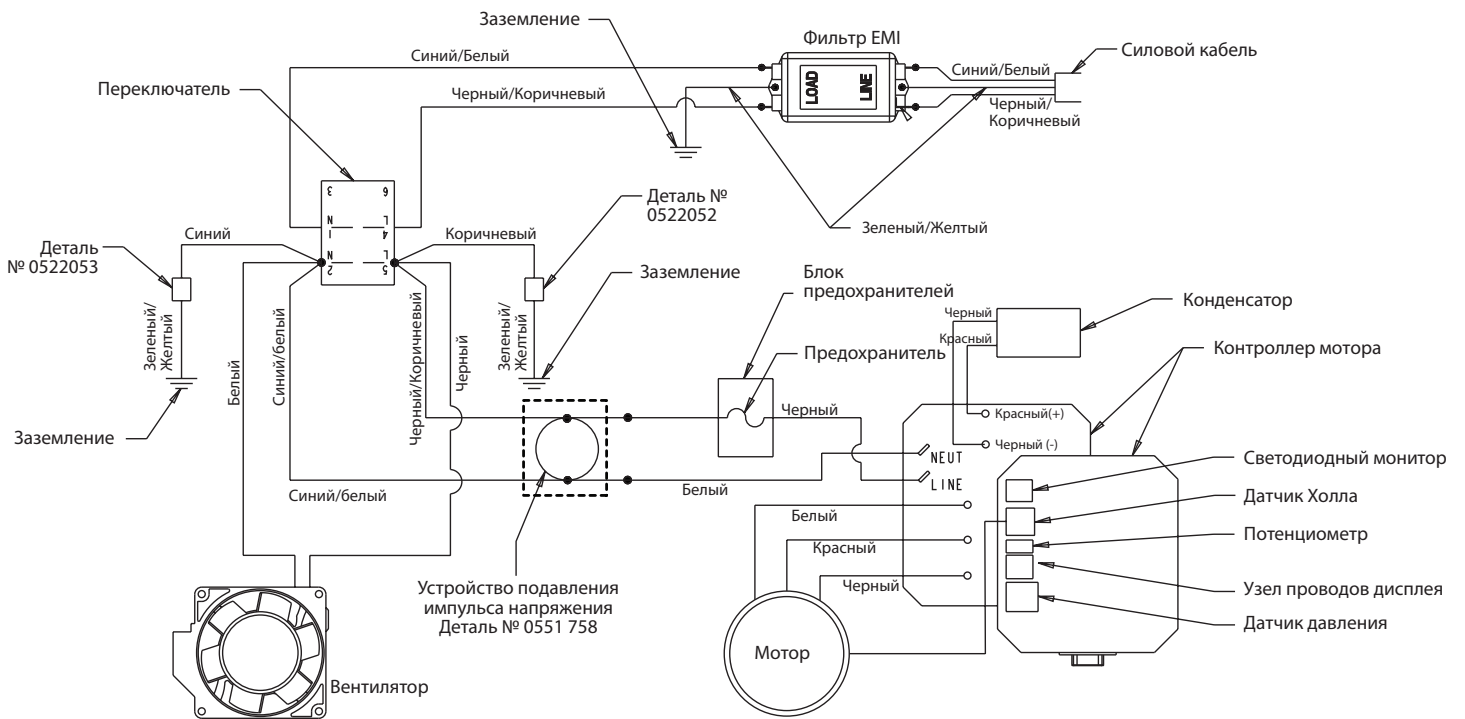 Заземление
Фильтр EMI
Силовой кабель
Синий/Белый
Синий/Белый
Переключатель
Черный/Коричневый
LOAD
LINE
Черный/
Коричневый
3
6
Деталь №
0522052
N
L
1
4
Зеленый/Желтый
Синий
Коричневый
Деталь
№ 0522053
N
L
2
5
Заземление
Блок
предохранителей
Конденсатор
Черный
Красный
Зеленый/
Желтый
Зеленый/
Желтый
Предохранитель
Контроллер мотора
Белый
Синий/белый
Черный/Коричневый
Черный
Черный
Красный(+)
Заземление
Черный (-)
NEUT
Светодиодный монитор
LINE
Синий/белый
Белый
Датчик Холла
Белый
Потенциометр
Красный
Устройство подавления
импульса напряжения
Деталь № 0551 758
Черный
Узел проводов дисплея
Датчик давления
Мотор
Вентилятор